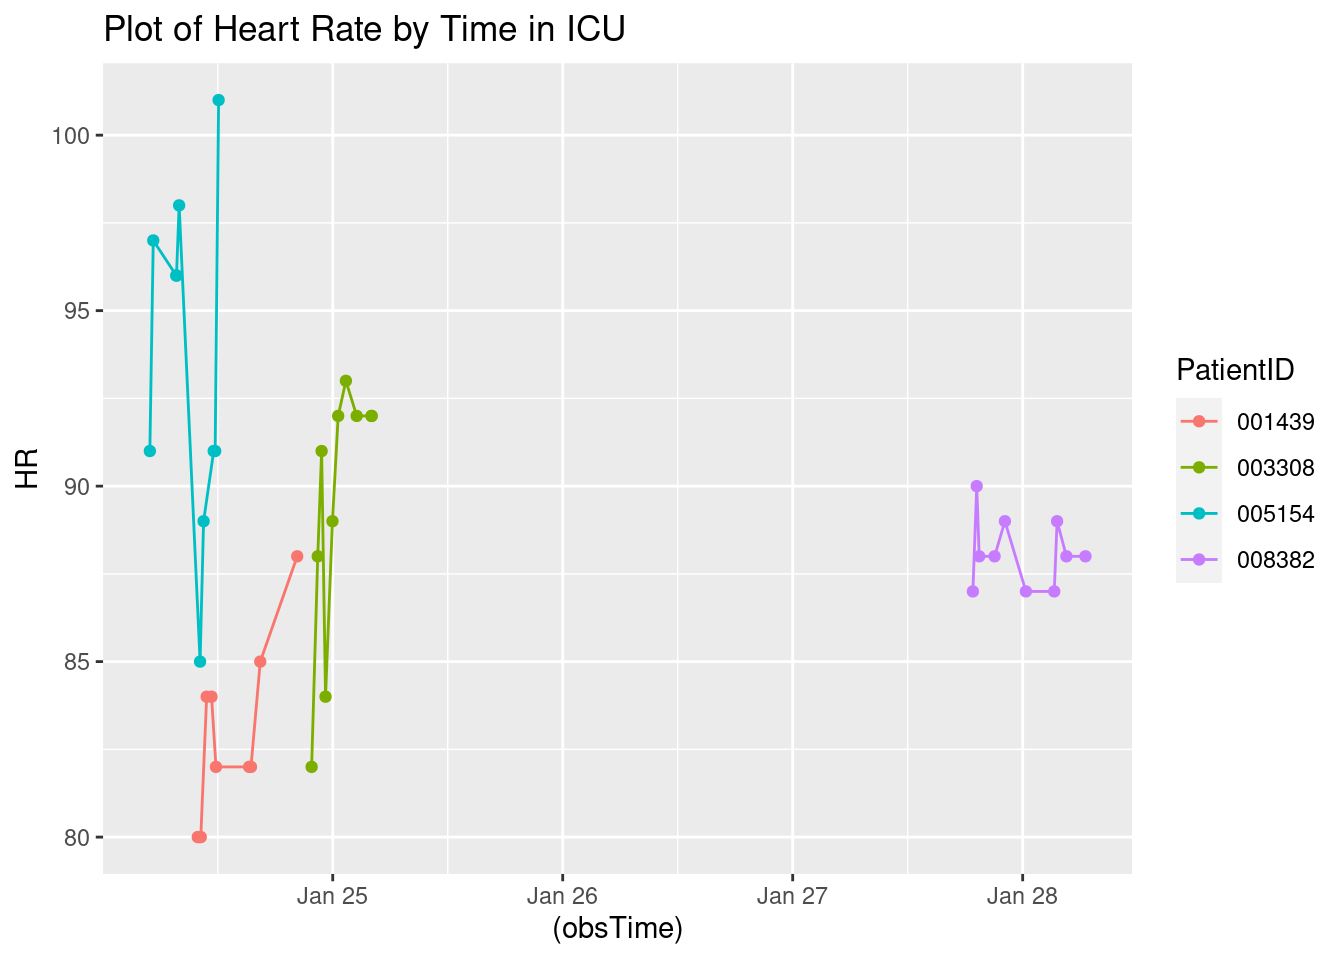 Plot of Heart Rate by Time in ICU
100
95
90
85
80
HR
Jan 25
Jan 26
Jan 27
Jan 28
(obsTime)
PatientID
001439
003308
005154
008382